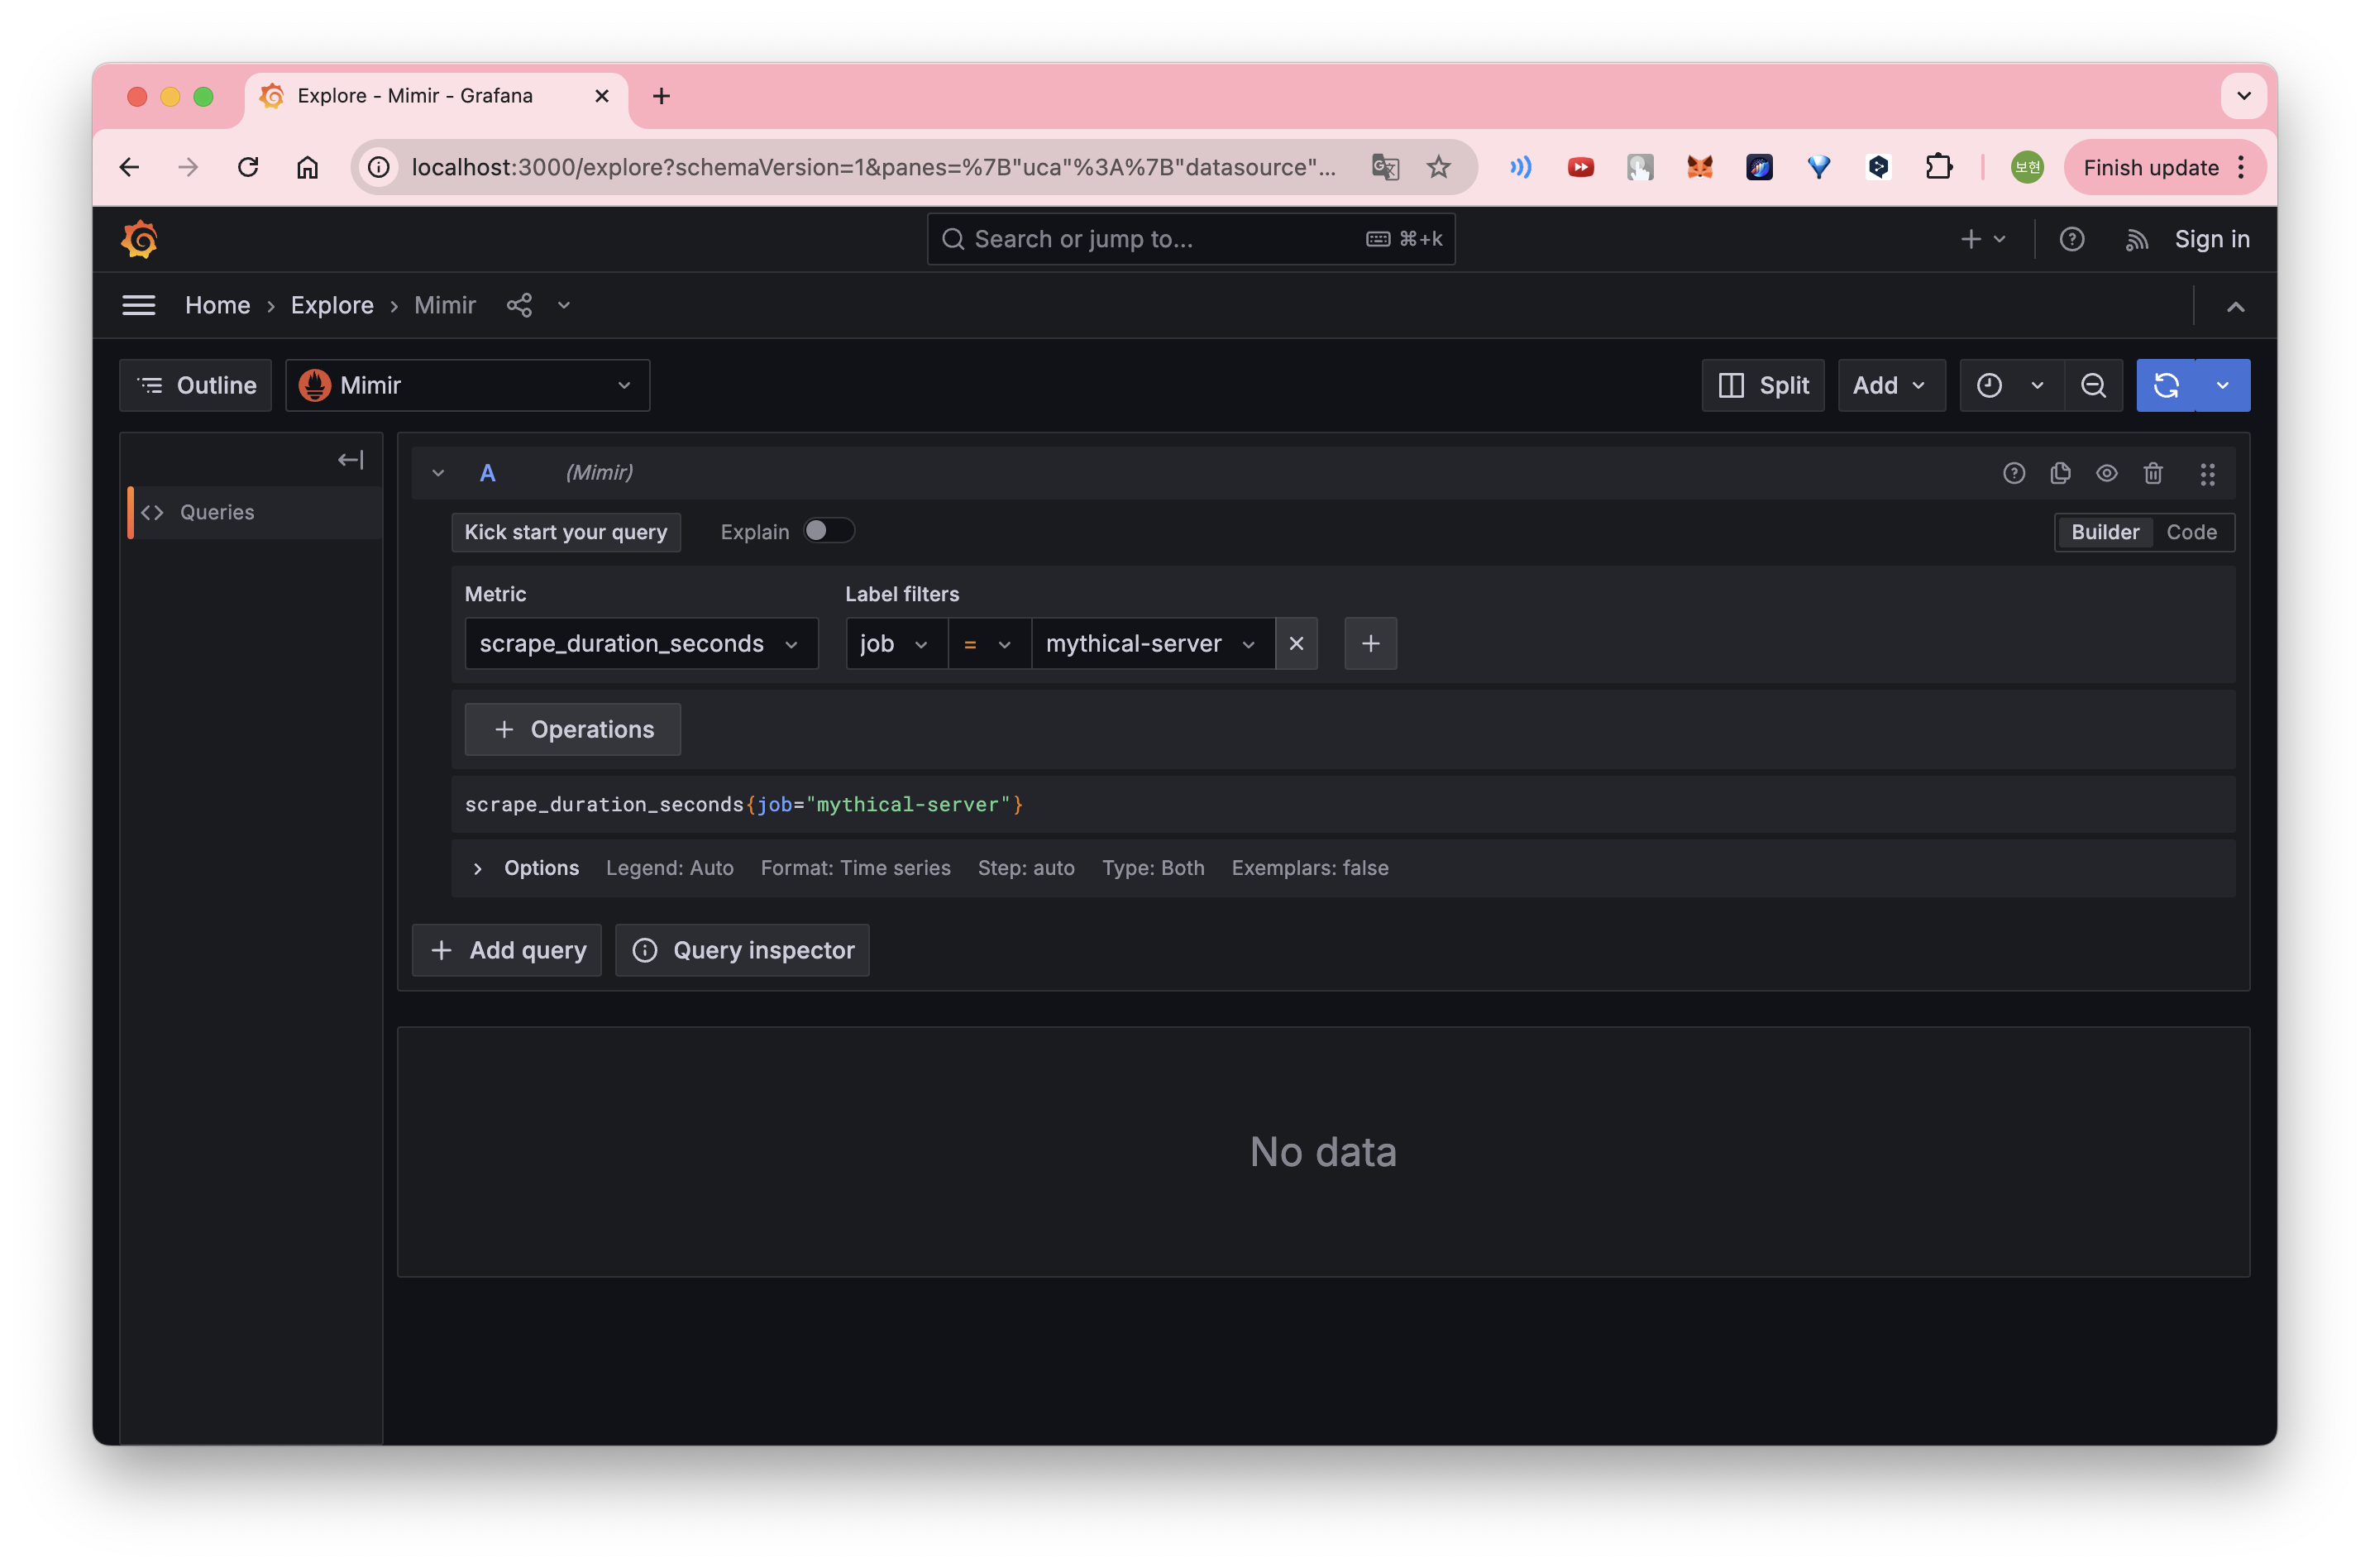 Explore - Mimir - Grafana
localhost:3000/explore?schemaVersion=1&panes=%7B"uca"%3A%7B"datasource"...
보현
Finish update
Search or jump to...
⌘+k
Sign in
Home › Explore › Mimir
Outline
Mimir
Split
Add
Queries
A
(Mimir)
Kick start your query
Explain
Builder
Code
Metric
Label filters
scrape_duration_seconds
job
=
mythical-server
+ Operations
scrape_duration_seconds{job="mythical-server"}
Options Legend: Auto Format: Time series Step: auto Type: Both Exemplars: false
+ Add query
Query inspector
No data